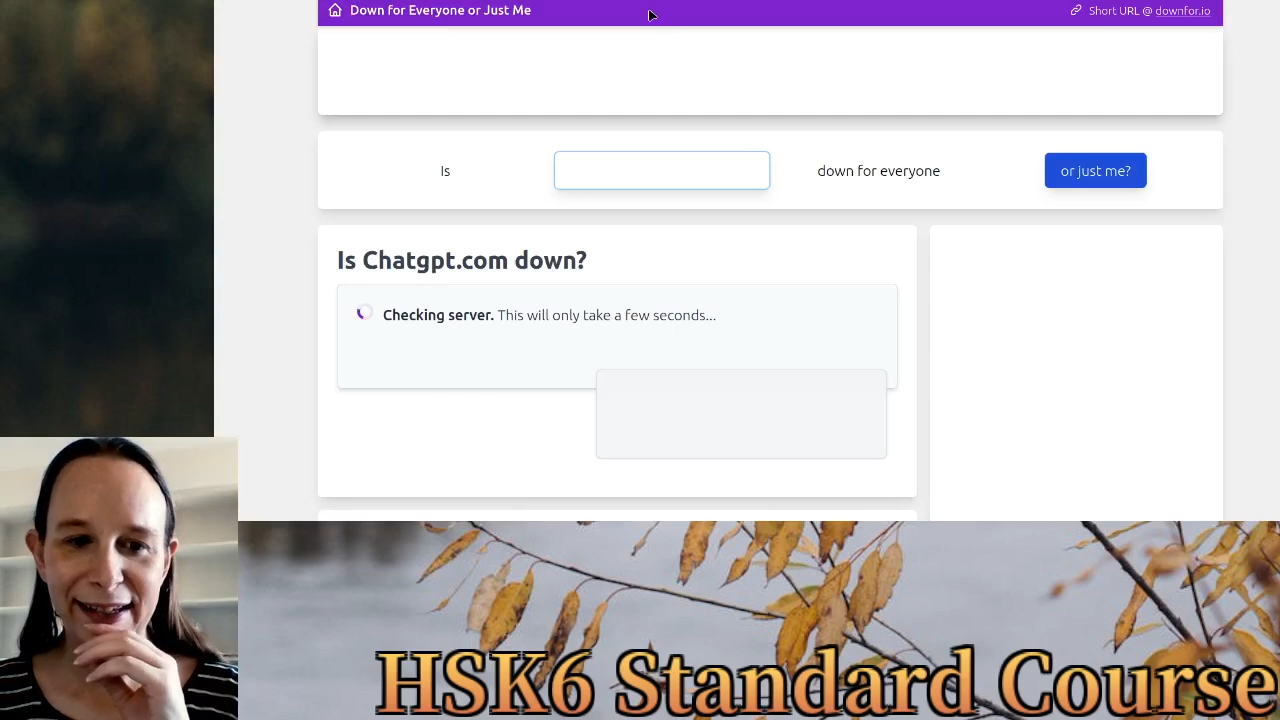 Down for Everyone or Just Me
Short URL @ downfor.io
Is down for everyone or just me?
Is Chatgpt.com down?
Checking server. This will only take a few seconds...
HSK6 Standard Course